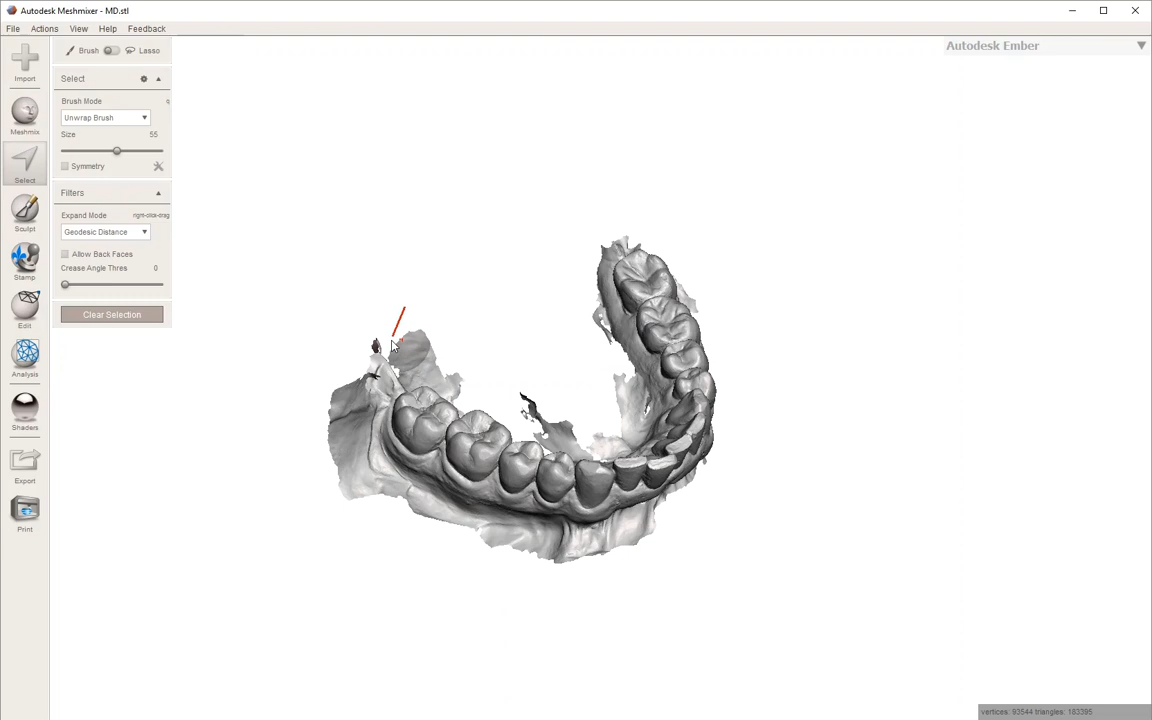 Autodesk Meshmixer - MD.stl
File Actions View Help Feedback
Brush Lasso
Autodesk Ember
Import
Select
Brush Mode q
Meshmix
Unwrap Brush
Size 55
Symmetry
Select
Filters
Expand Mode right-click-drag
Sculpt
Geodesic Distance
Allow Back Faces
Crease Angle Thres. 0
Stamp
Clear Selection
Edit
Analysis
Shaders
Export
Print
vertices: 93544 triangles: 183395